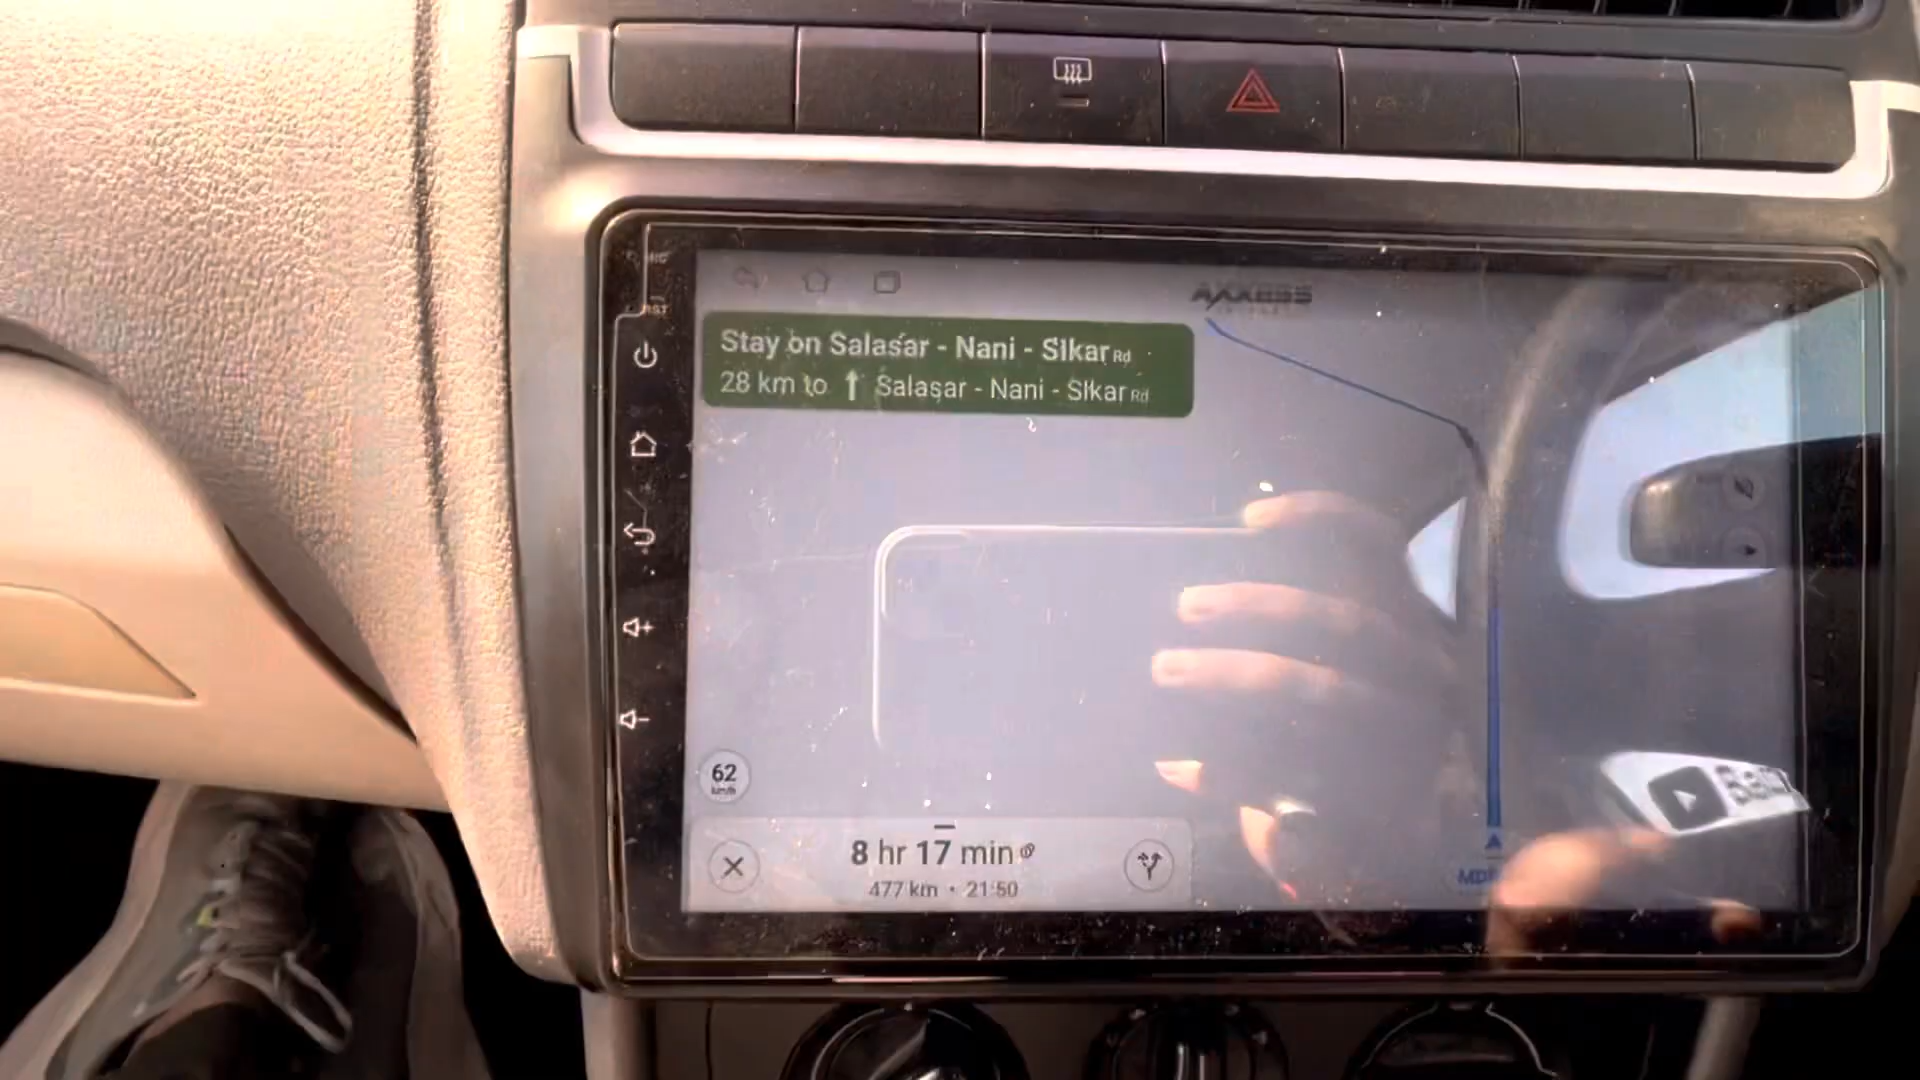 AXXESS
RST
Stay on Salasar - Nani - Sikar Rd
28 km to Salasar - Nani - Sikar Rd
62
km/h
8 hr 17 min
477 km • 21:50